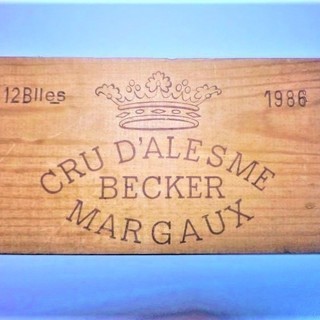 12Blles 1986
CRU D'ALESME
BECKER
MARGAUX